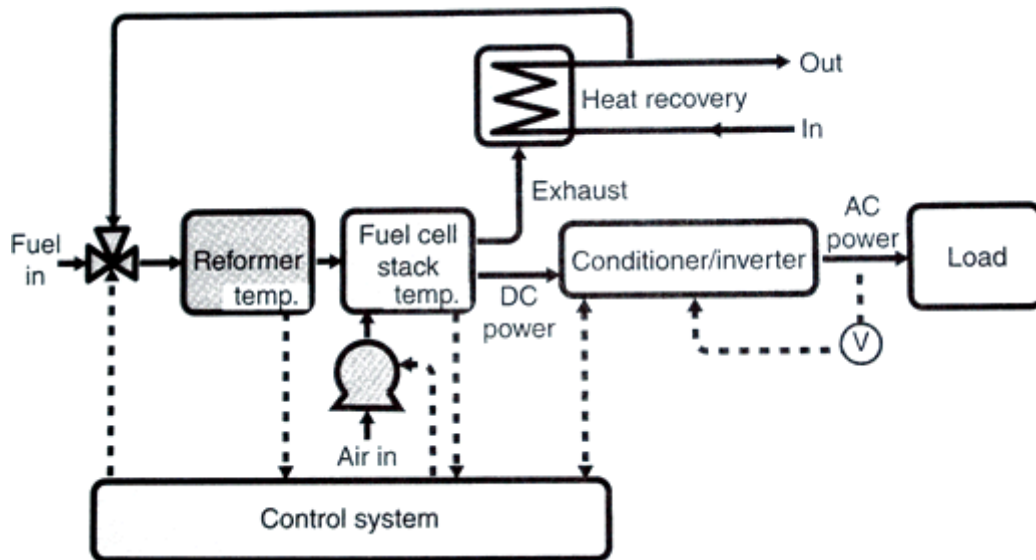 Out
Heat recovery
In
Exhaust
Fuel
in
Reformer
temp.
Fuel cell
stack
temp.
DC
power
Conditioner/inverter
AC
power
Load
V
Air in
Control system